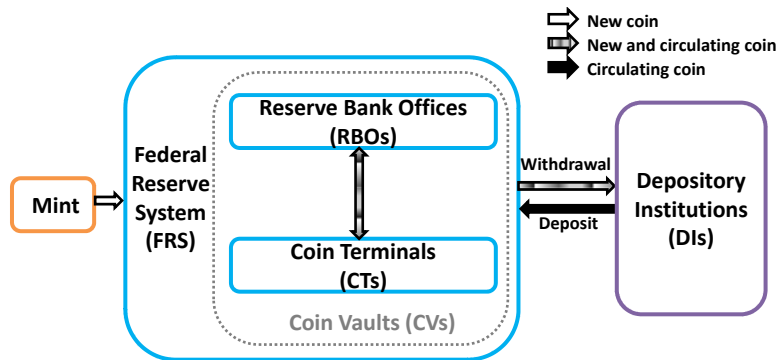 New coin
New and circulating coin
Circulating coin
Reserve Bank Offices
(RBOs)
Federal
Reserve
System
(FRS)
Mint
Withdrawal
Deposit
Depository
Institutions
(DIs)
Coin Terminals
(CTs)
Coin Vaults (CVs)